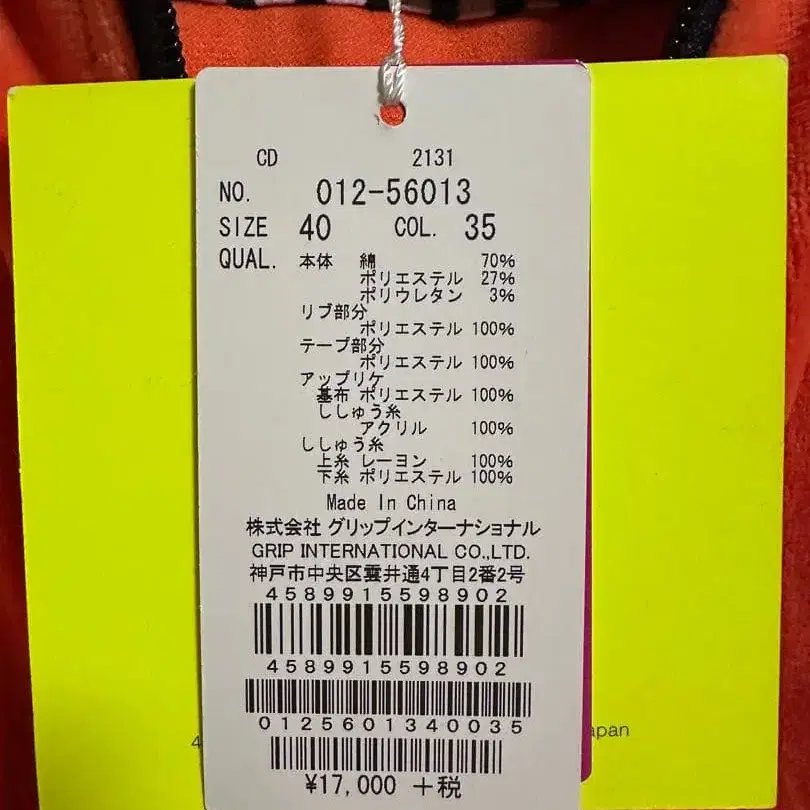 CD 2131
NO. 012-56013
SIZE 40 COL. 35
QUAL. 本体 綿 70%
ポリエステル 27%
ポリウレタン 3%
リブ部分
ポリエステル 100%
テープ部分
ポリエステル 100%
アップリケ
基布 ポリエステル 100%
ししゅう糸
アクリル 100%
ししゅう糸
上糸 レーヨン 100%
下糸 ポリエステル 100%
Made In China
株式会社 グリップインターナショナル
GRIP INTERNATIONAL CO.,LTD.
神戸市中央区雲井通4丁目2番2号
4589915598902
4589915598902
0125601340035
¥17,000 +税
4
apan